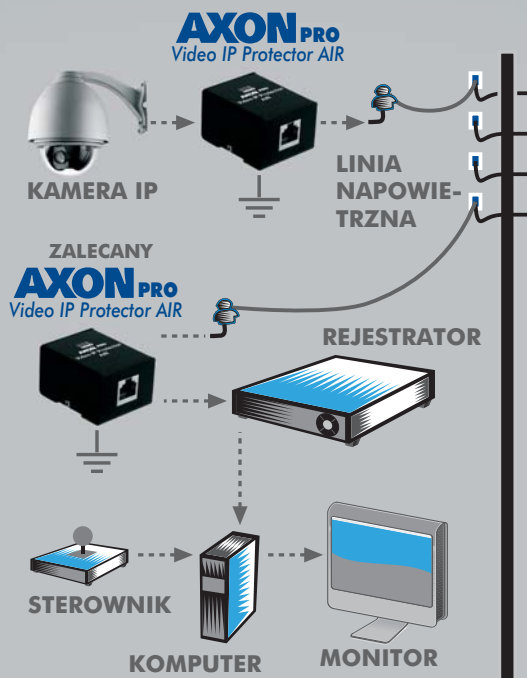 AXON PRO
Video IP Protector AIR
KAMERA IP
LINIA
NAPOWIE-
TRZNA
ZALECANY
AXON PRO
Video IP Protector AIR
REJESTRATOR
STEROWNIK
KOMPUTER
MONITOR